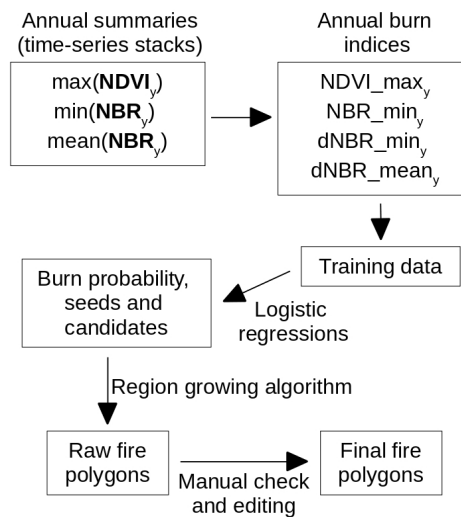 Annual summaries
(time-series stacks)
max(NDVIy)
min(NBRy)
mean(NBRy)
Annual burn
indices
NDVI_maxy
NBR_miny
dNBR_miny
dNBR_meany
Training data
Logistic
regressions
Burn probability,
seeds and
candidates
Region growing algorithm
Raw fire
polygons
Manual check
and editing
Final fire
polygons